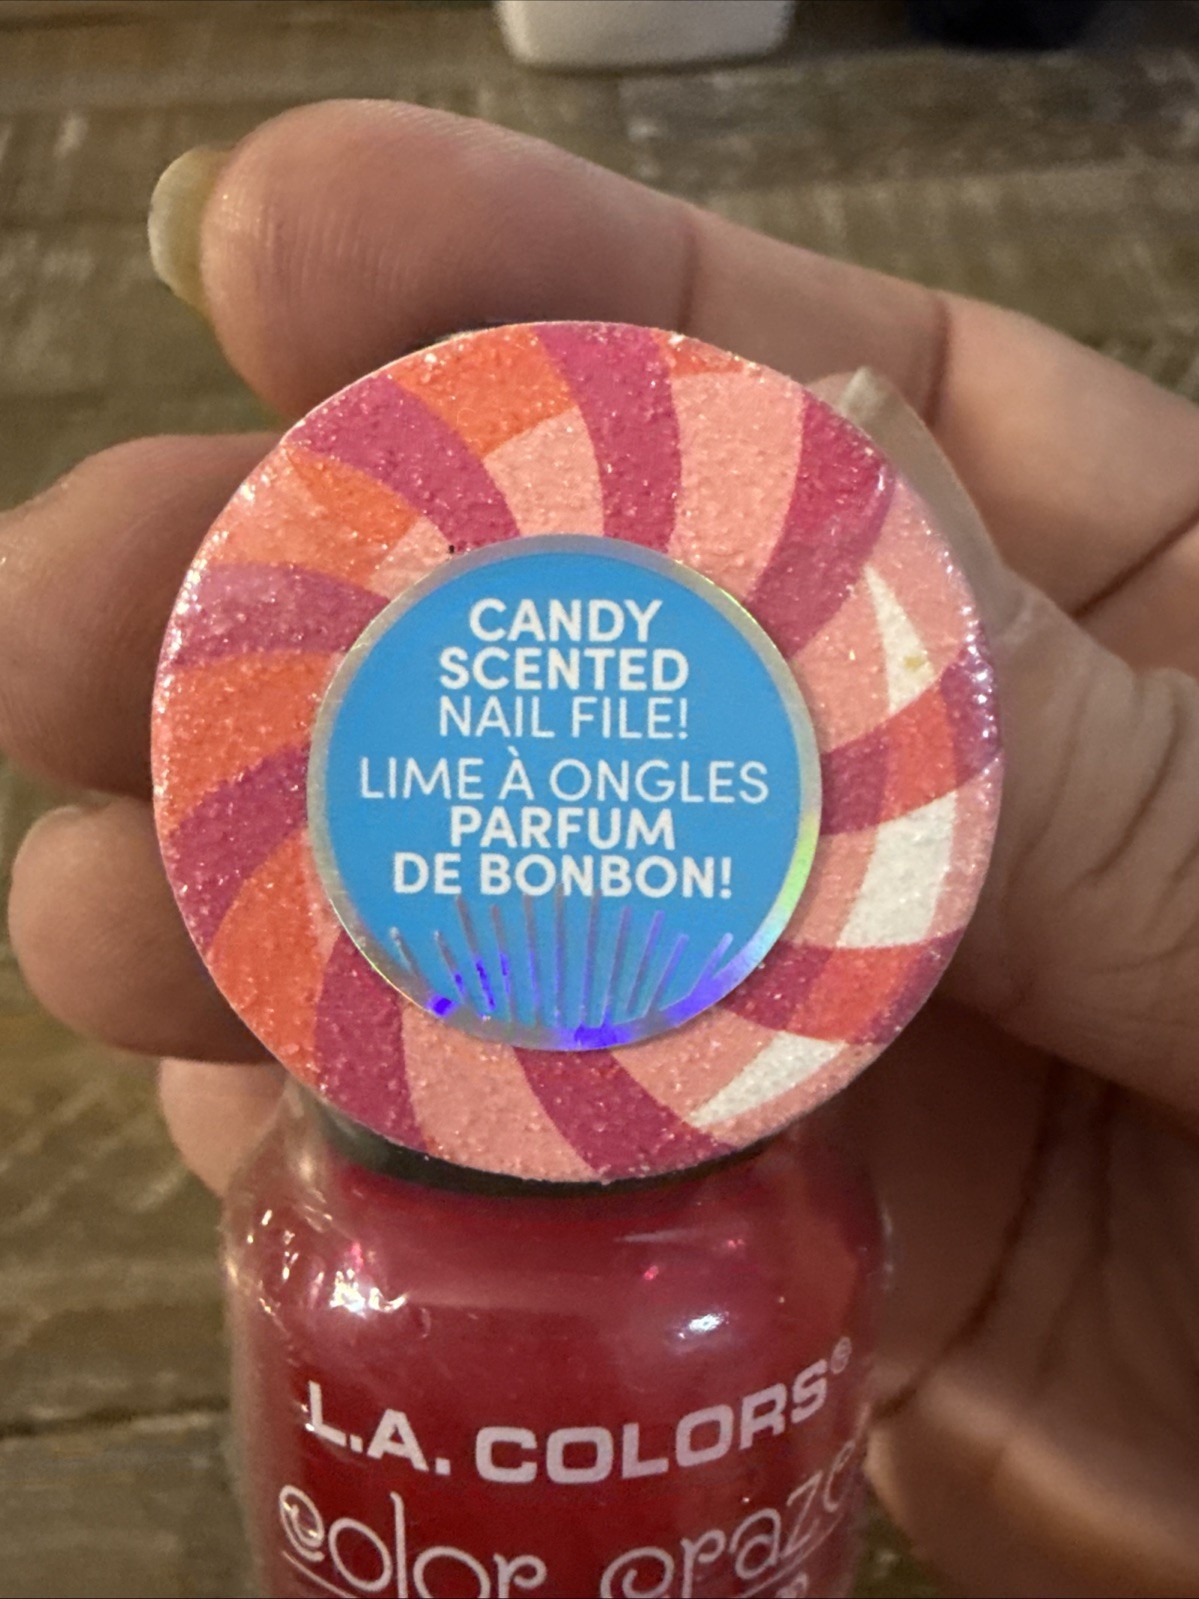 CANDY
SCENTED
NAIL FILE!
LIME À ONGLES
PARFUM
DE BONBON!
L.A. COLORS®
color craze